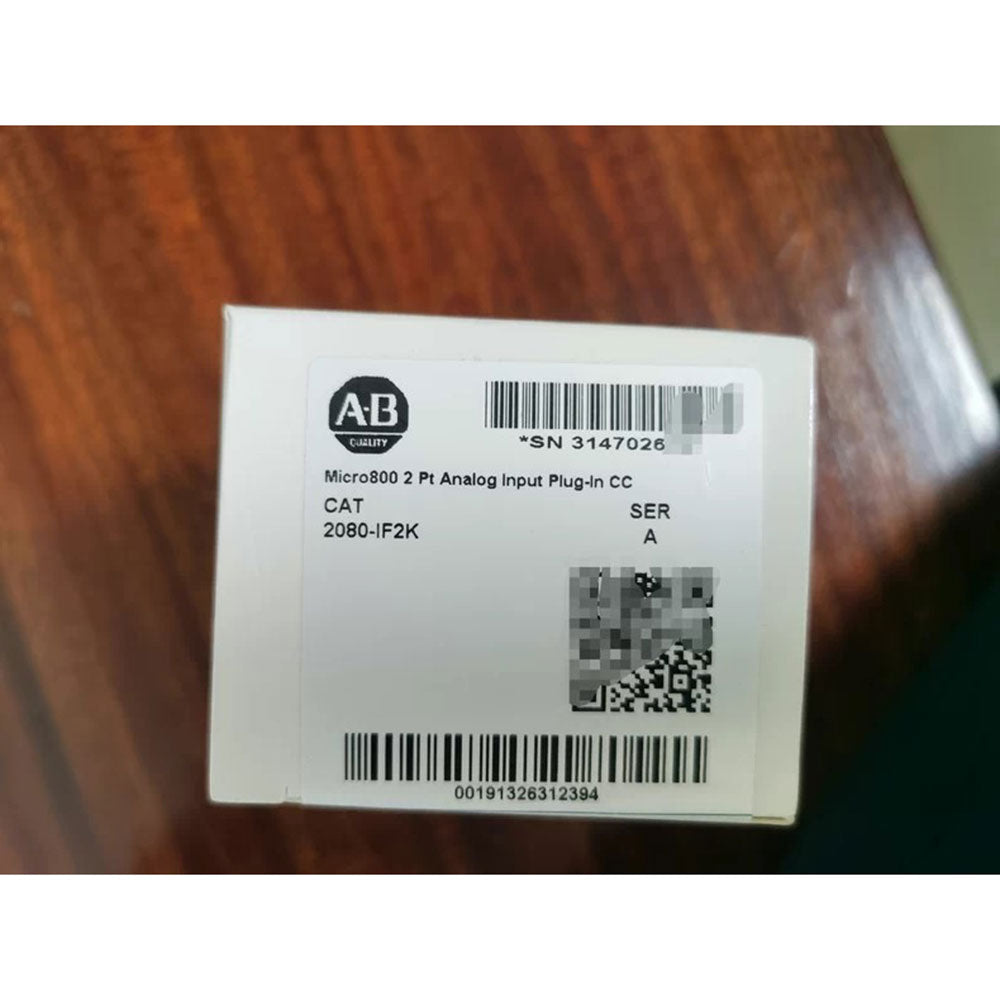 A·B
QUALITY
*SN 3147026
Micro800 2 Pt Analog Input Plug-In CC
CAT
2080-IF2K
SER
A
00191326312394